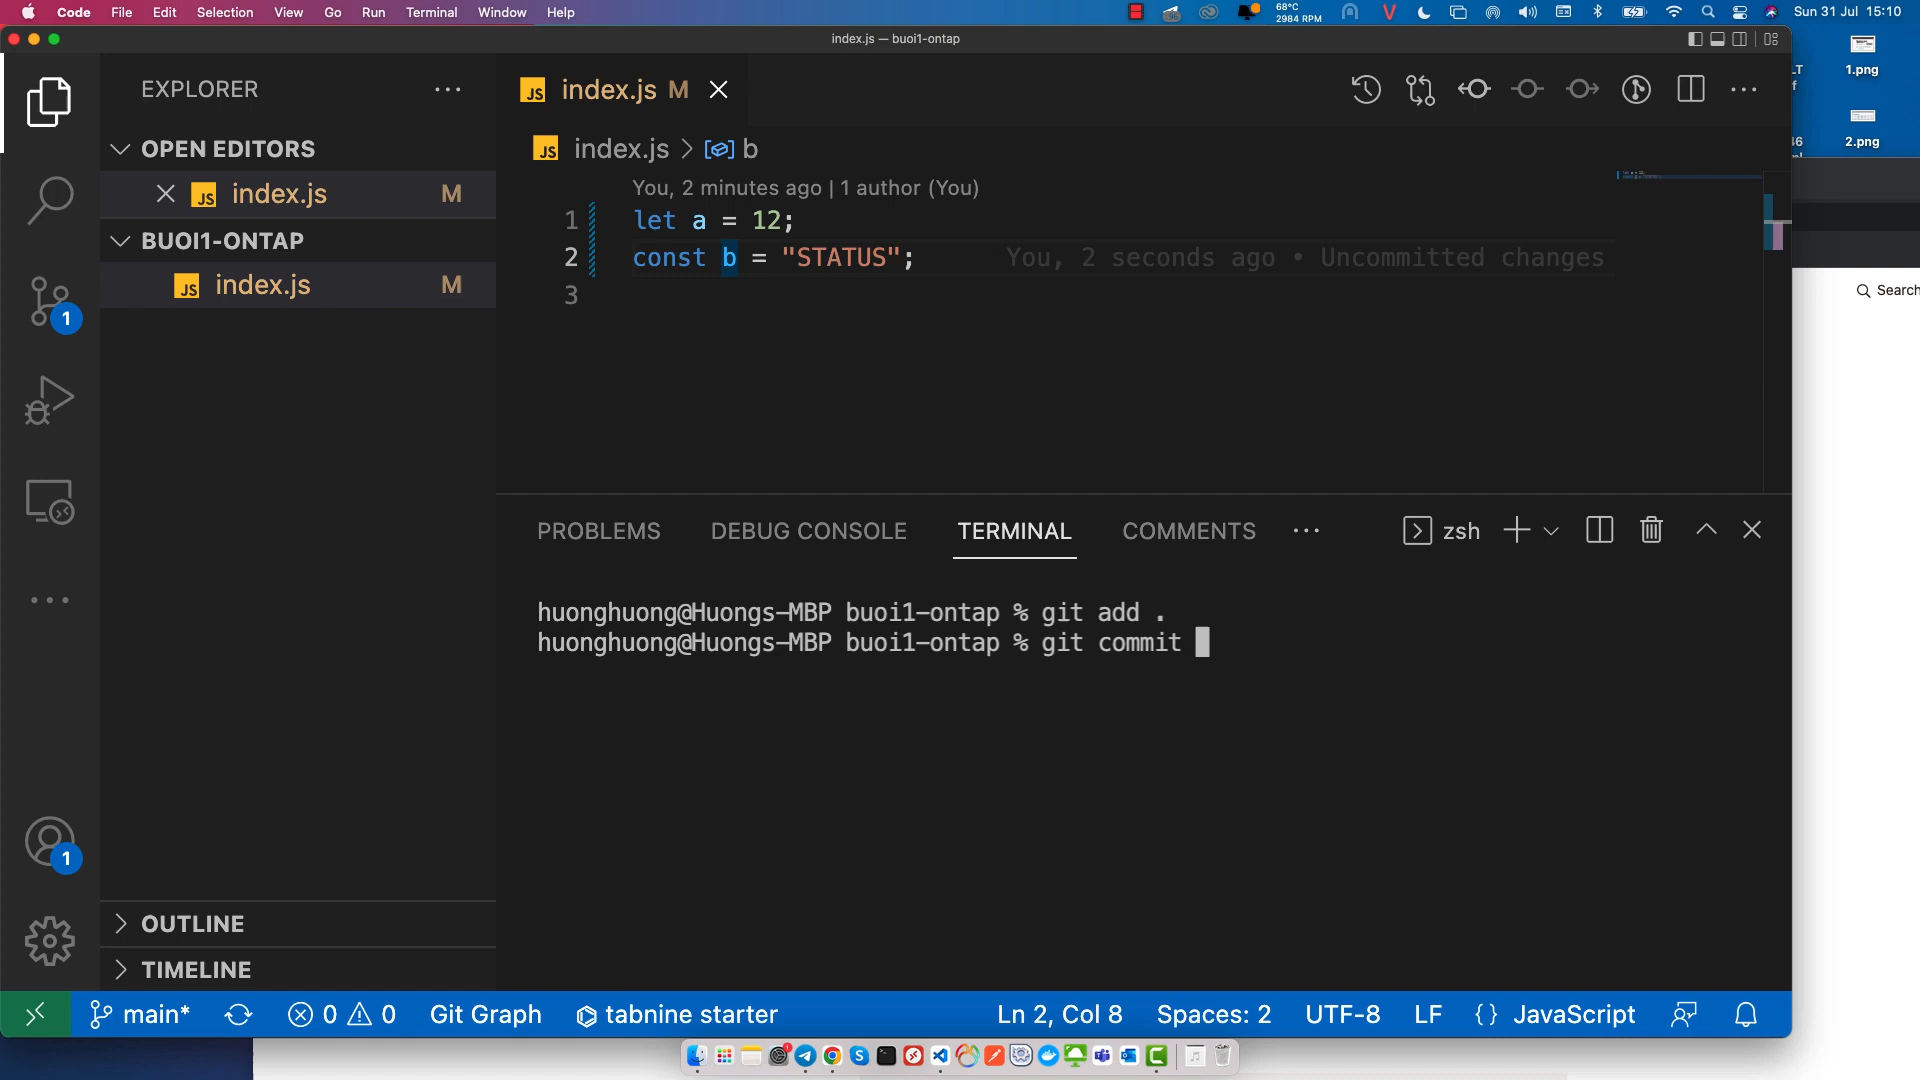 Code File Edit Selection View Go Run Terminal Window Help
68°C
2984 RPM
Sun 31 Jul 15:10
index.js — buoi1-ontap
1.png
2.png
Search
EXPLORER
OPEN EDITORS
index.js M
BUOI1-ONTAP
index.js M
OUTLINE
TIMELINE
1
1
index.js M
index.js > b
You, 2 minutes ago | 1 author (You)
1 let a = 12;
2 const b = "STATUS"; You, 2 seconds ago • Uncommitted changes
3
PROBLEMS DEBUG CONSOLE TERMINAL COMMENTS zsh
huonghuong@Huongs-MBP buoi1-ontap % git add .
huonghuong@Huongs-MBP buoi1-ontap % git commit
main* 0 0 Git Graph tabnine starter Ln 2, Col 8 Spaces: 2 UTF-8 LF {} JavaScript